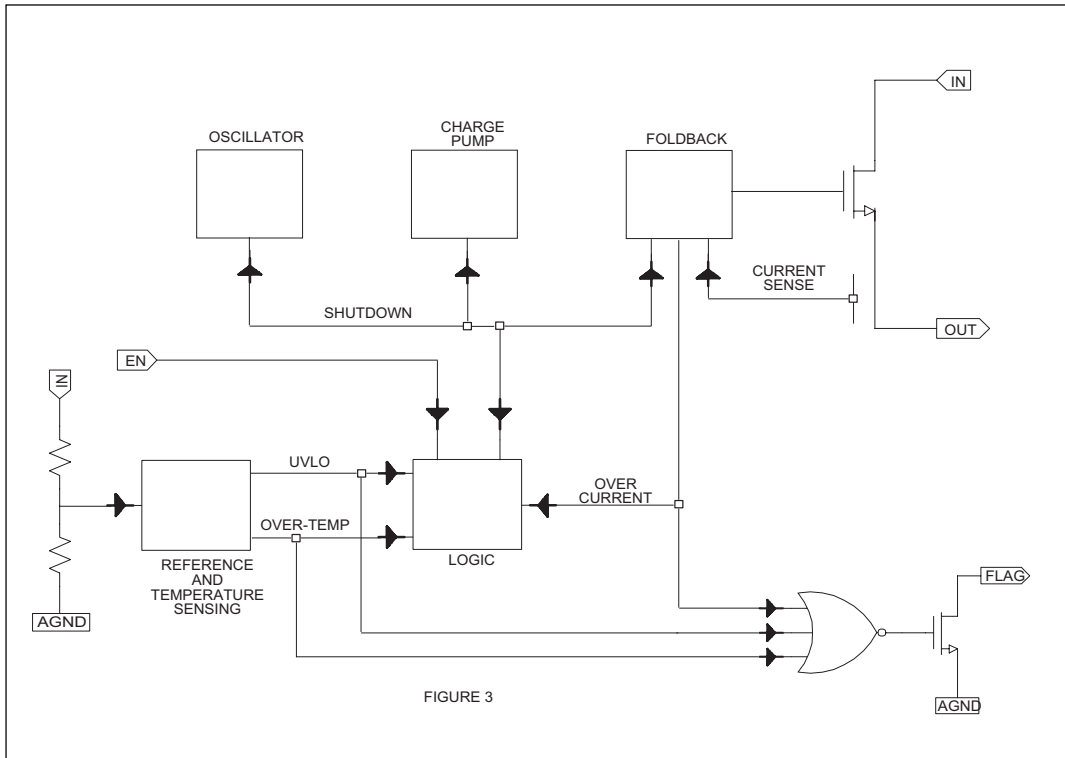 IN
OSCILLATOR
CHARGE
PUMP
FOLDBACK
CURRENT
SENSE
SHUTDOWN
OUT
EN
IN
UVLO
OVER
CURRENT
OVER-TEMP
LOGIC
REFERENCE
AND
TEMPERATURE
SENSING
FLAG
AGND
FIGURE 3
AGND